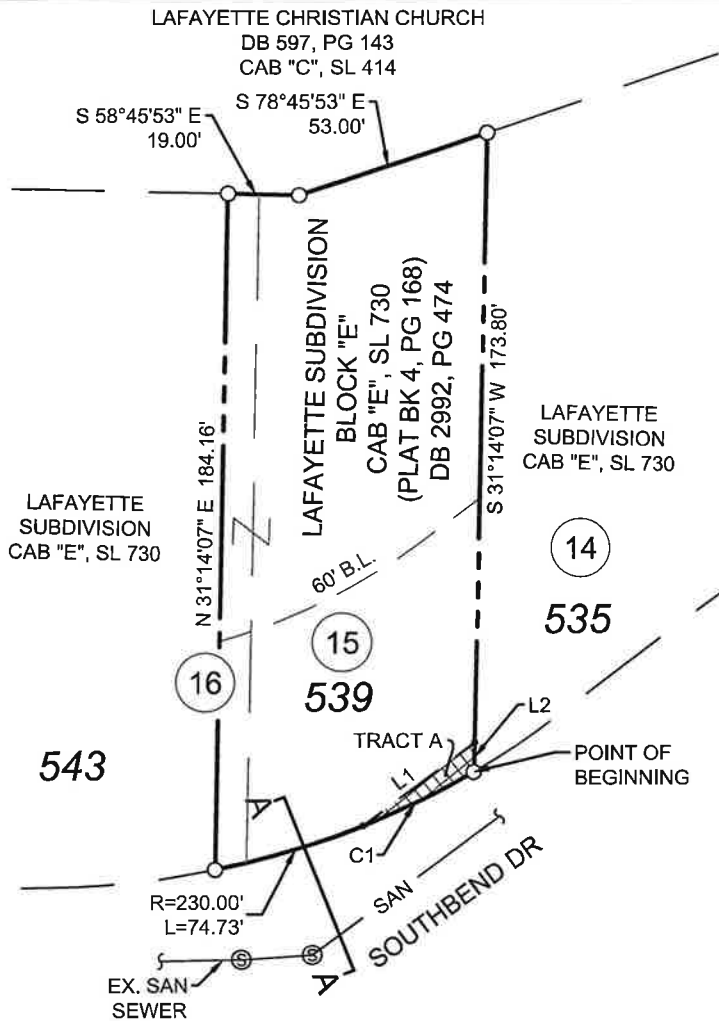 LAFAYETTE CHRISTIAN CHURCH
DB 597, PG 143
CAB "C", SL 414
S 58°45'53" E
19.00'
S 78°45'53" E
53.00'
LAFAYETTE SUBDIVISION
BLOCK "E"
CAB "E", SL 730
(PLAT BK 4, PG 168)
DB 2992, PG 474
N 31°14'07" E 184.16'
S 31°14'07" W 173.80'
LAFAYETTE
SUBDIVISION
CAB "E", SL 730
LAFAYETTE
SUBDIVISION
CAB "E", SL 730
14
535
60' B.L.
15
539
16
543
TRACT A
L1
L2
POINT OF
BEGINNING
C1
A
R=230.00'
L=74.73'
SAN
SOUTHBEND DR
S
S
A
EX. SAN
SEWER